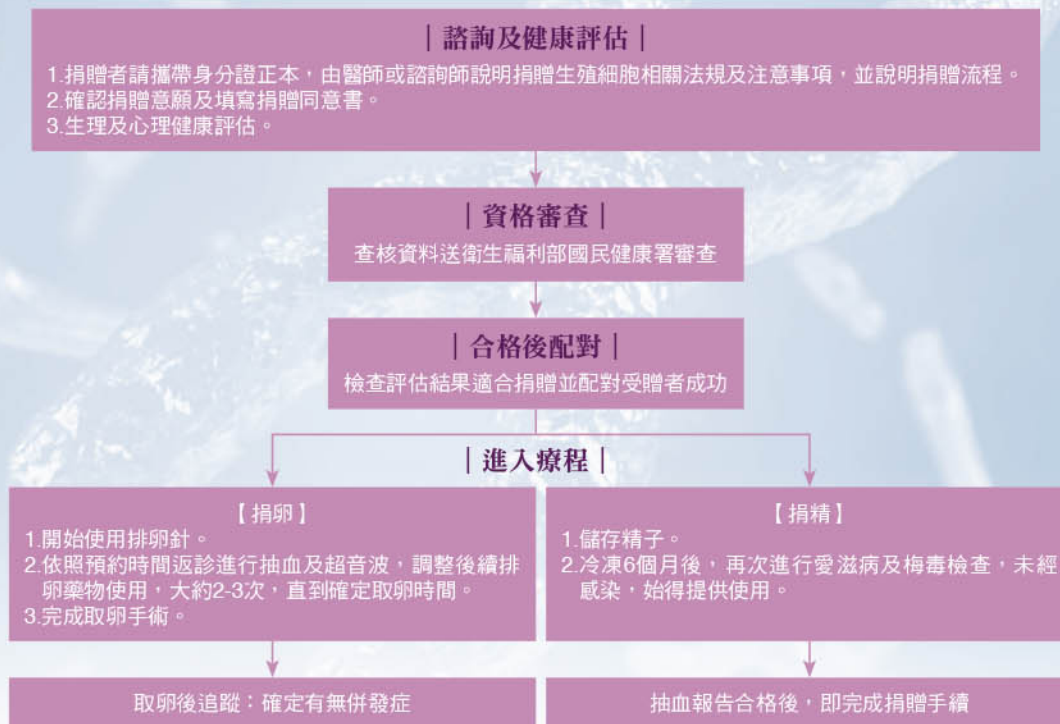 ｜諮詢及健康評估｜
1.捐贈者請攜帶身分證正本，由醫師或諮詢師說明捐贈生殖細胞相關法規及注意事項，並說明捐贈流程。
2.確認捐贈意願及填寫捐贈同意書。
3.生理及心理健康評估。
｜資格審查｜
查核資料送衛生福利部國民健康署審查
｜合格後配對｜
檢查評估結果適合捐贈並配對受贈者成功
｜進入療程｜
【捐卵】
1.開始使用排卵針。
2.依照預約時間返診進行抽血及超音波，調整後續排
卵藥物使用，大約2-3次，直到確定取卵時間。
3.完成取卵手術。
取卵後追蹤：確定有無併發症
【捐精】
1.儲存精子。
2.冷凍6個月後，再次進行愛滋病及梅毒檢查，未經
感染，始得提供使用。
抽血報告合格後，即完成捐贈手續